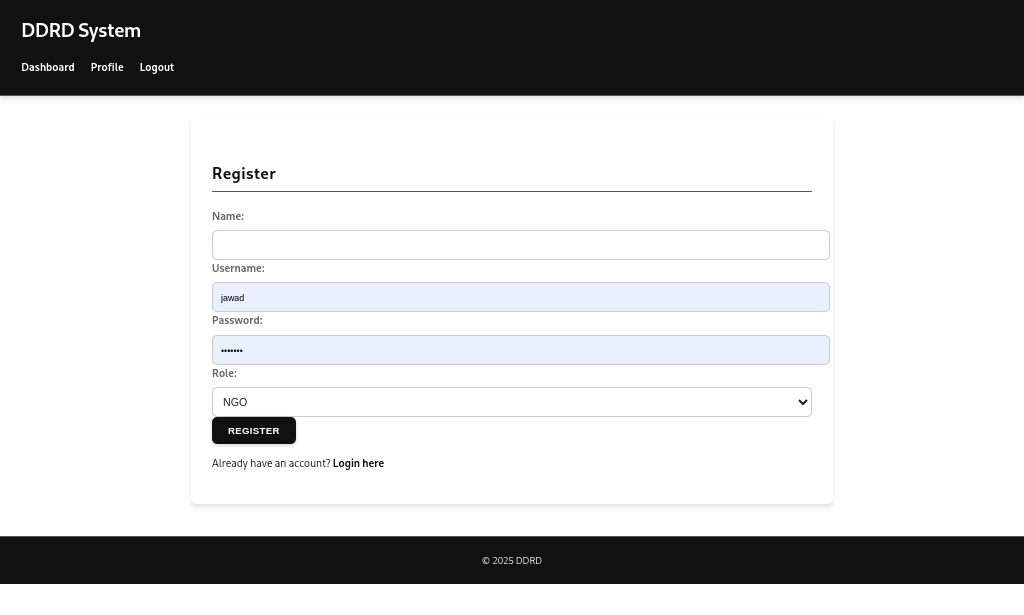 DDRD System
Dashboard Profile Logout
Register
Name:
Username:
jawad
Password:
•••••••
Role:
NGO
REGISTER
Already have an account? Login here
© 2025 DDRD